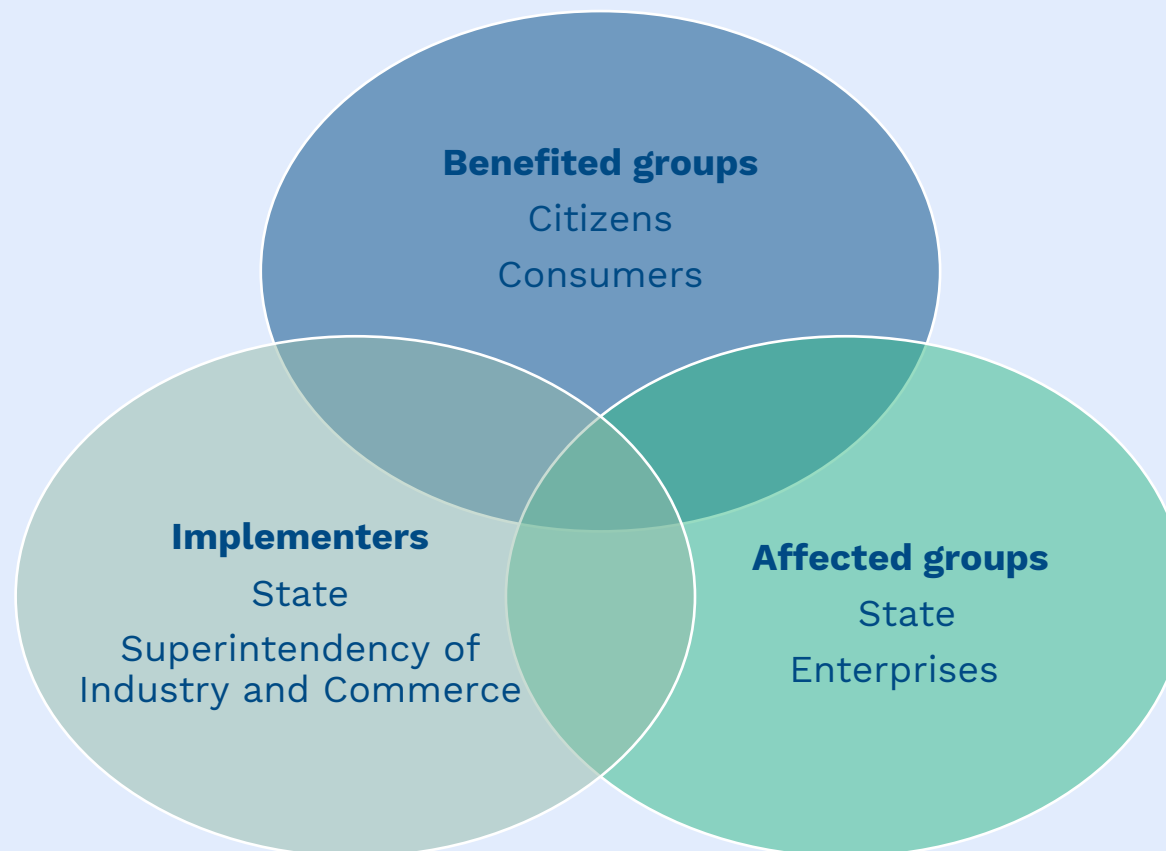 Benefited groups
Citizens
Consumers
Implementers
State
Superintendency of
Industry and Commerce
Affected groups
State
Enterprises